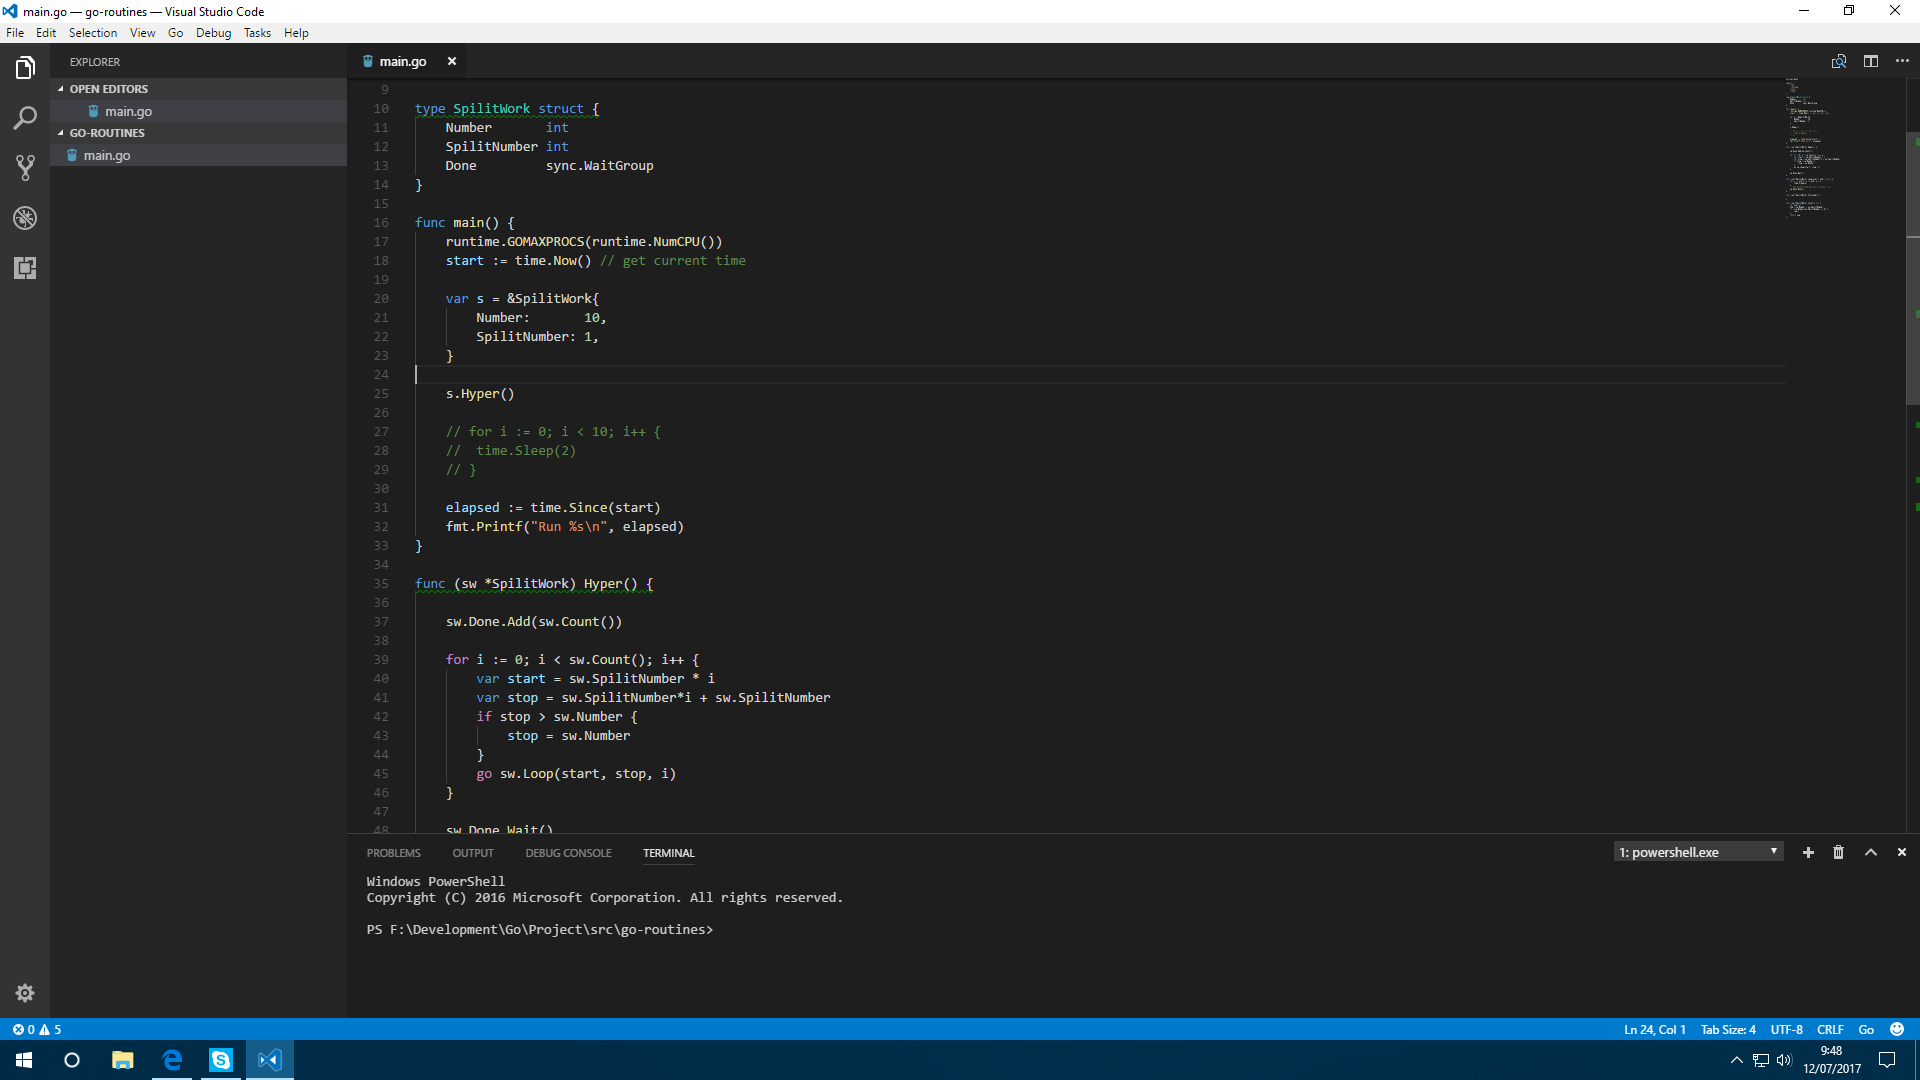 main.go — go-routines — Visual Studio Code
File Edit Selection View Go Debug Tasks Help
EXPLORER
OPEN EDITORS
main.go
GO-ROUTINES
main.go
main.go
9
10 type SpilitWork struct {
11     Number       int
12     SpilitNumber int
13     Done         sync.WaitGroup
14 }
15
16 func main() {
17     runtime.GOMAXPROCS(runtime.NumCPU())
18     start := time.Now() // get current time
19
20     var s = &SpilitWork{
21         Number:       10,
22         SpilitNumber: 1,
23     }
24
25     s.Hyper()
26
27     // for i := 0; i < 10; i++ {
28     //  time.Sleep(2)
29     // }
30
31     elapsed := time.Since(start)
32     fmt.Printf("Run %s\n", elapsed)
33 }
34
35 func (sw *SpilitWork) Hyper() {
36
37     sw.Done.Add(sw.Count())
38
39     for i := 0; i < sw.Count(); i++ {
40         var start = sw.SpilitNumber * i
41         var stop = sw.SpilitNumber*i + sw.SpilitNumber
42         if stop > sw.Number {
43             stop = sw.Number
44         }
45         go sw.Loop(start, stop, i)
46     }
47
48     sw.Done.Wait()
PROBLEMS OUTPUT DEBUG CONSOLE TERMINAL
1: powershell.exe
Windows PowerShell
Copyright (C) 2016 Microsoft Corporation. All rights reserved.
PS F:\Development\Go\Project\src\go-routines>
0 5
Ln 24, Col 1 Tab Size: 4 UTF-8 CRLF Go
9:48
12/07/2017